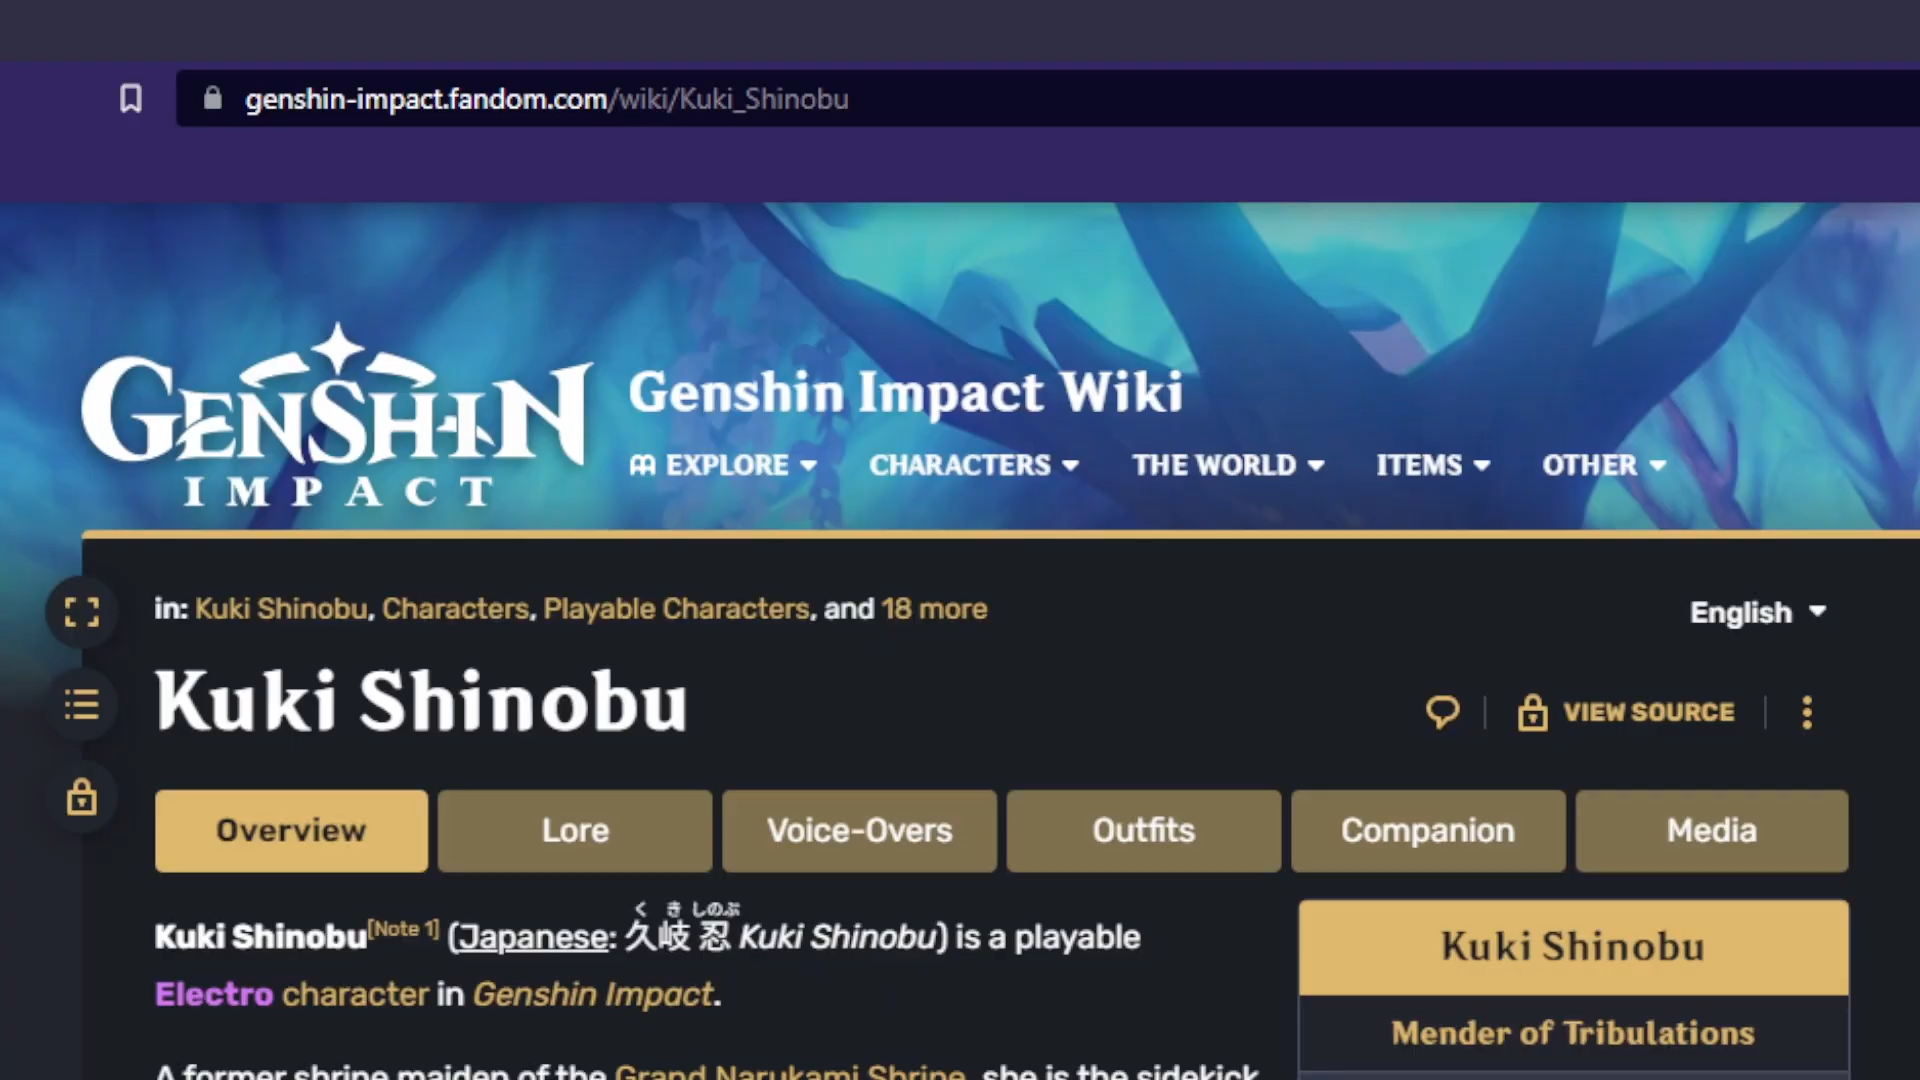 genshin-impact.fandom.com/wiki/Kuki_Shinobu
GENSHIN
IMPACT
Genshin Impact Wiki
EXPLORE CHARACTERS THE WORLD ITEMS OTHER
in: Kuki Shinobu, Characters, Playable Characters, and 18 more
English
Kuki Shinobu
VIEW SOURCE
Overview Lore Voice-Overs Outfits Companion Media
く き しのぶ
Kuki Shinobu[Note 1] (Japanese: 久岐 忍 Kuki Shinobu) is a playable
Electro character in Genshin Impact.
A former shrine maiden of the Grand Narukami Shrine, she is the sidekick
Kuki Shinobu
Mender of Tribulations